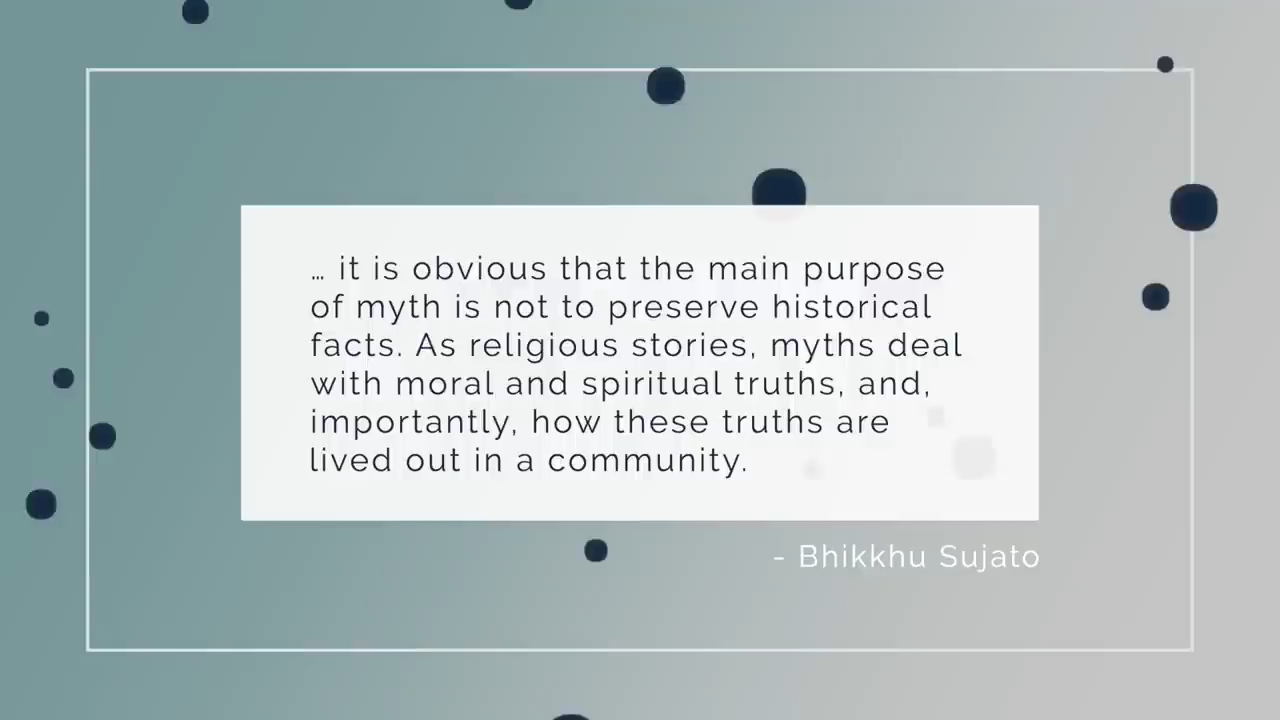 … it is obvious that the main purpose
of myth is not to preserve historical
facts. As religious stories, myths deal
with moral and spiritual truths, and,
importantly, how these truths are
lived out in a community.
- Bhikkhu Sujato